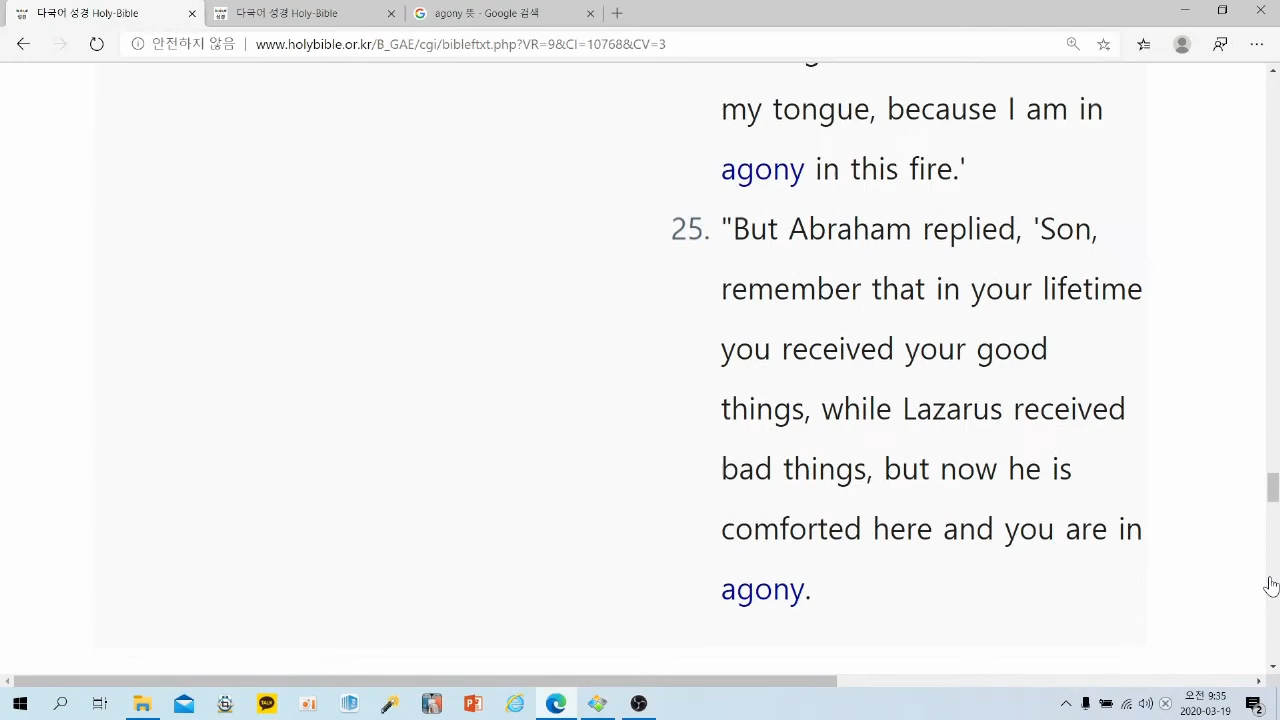 다국어 성경 Holy-Bible
다국어 성경 Holy-Bible
agony 뜻 - Google 검색
안전하지 않음
www.holybible.or.kr/B_GAE/cgi/bibleftxt.php?VR=9&CI=10768&CV=3
my tongue, because I am in
agony in this fire.'
25. "But Abraham replied, 'Son,
remember that in your lifetime
you received your good
things, while Lazarus received
bad things, but now he is
comforted here and you are in
agony.
TALK
오전 9:35
2020-03-19
2